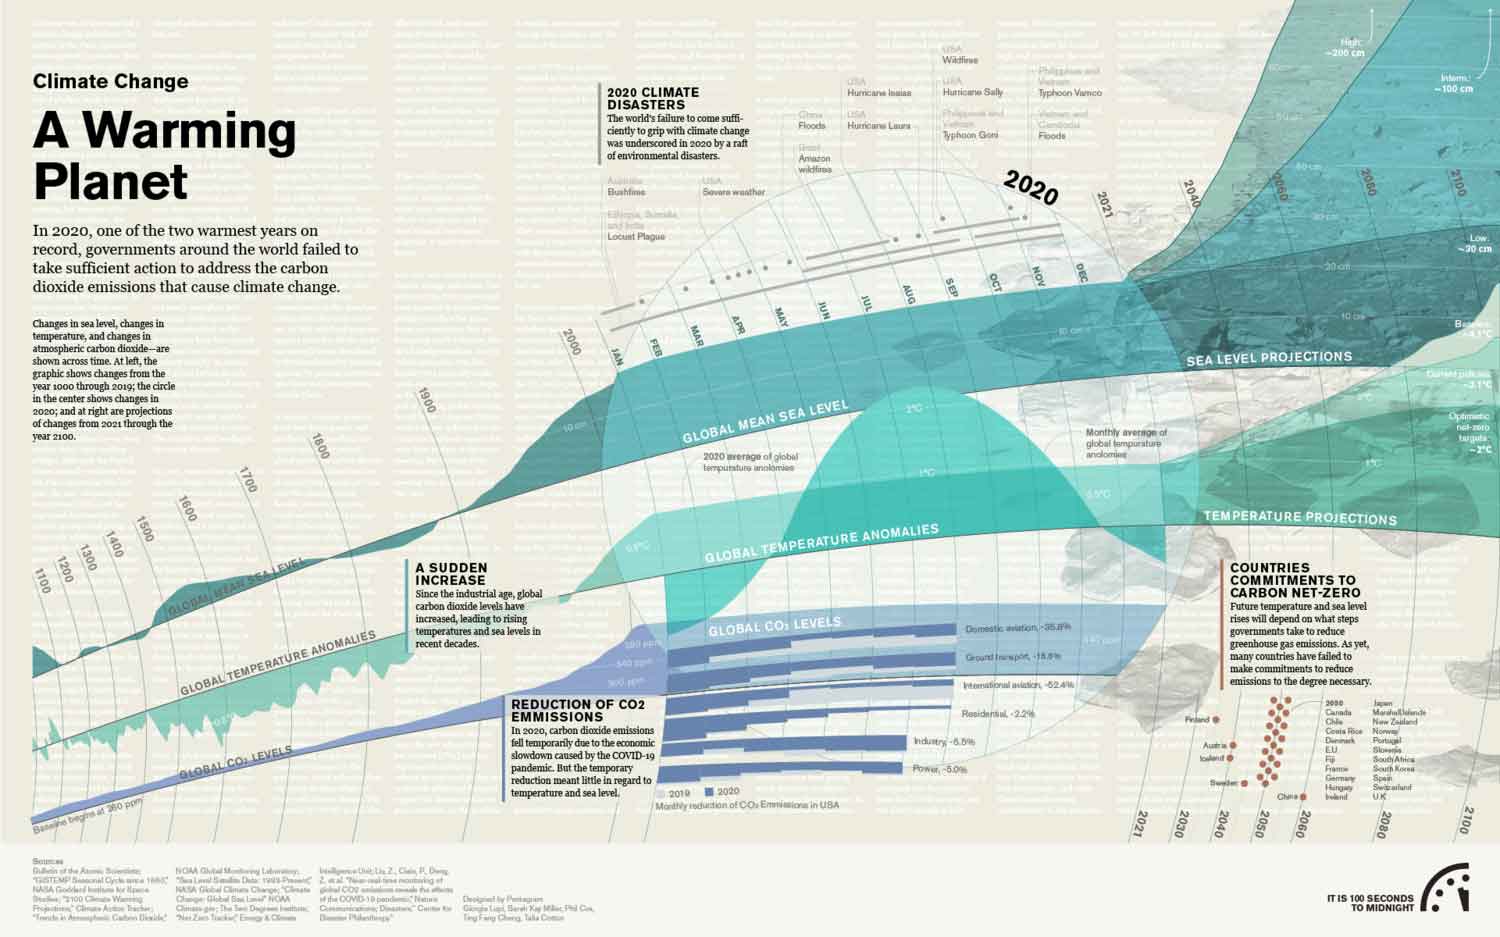 Climate Change
A Warming
Planet
In 2020, one of the two warmest years on
record, governments around the world failed to
take sufficient action to address the carbon
dioxide emissions that cause climate change.
Changes in sea level, changes in
temperature, and changes in
atmospheric carbon dioxide—are
shown across time. At left, the
graphic shows changes from the
year 1000 through 2019; the circle
in the center shows changes in
2020; and at right are projections
of changes from 2021 through the
year 2100.
2020 CLIMATE
DISASTERS
The world's failure to come suffi-
ciently to grip with climate change
was underscored in 2020 by a raft
of environmental disasters.
Australia
Bushfires
Ethiopia, Somalia,
and India
Locust Plague
USA
Severe weather
China
Floods
Brazil
Amazon
wildfires
USA
Hurricane Isaias
USA
Hurricane Laura
USA
Wildfires
USA
Hurricane Sally
Philippines and
Vietnam
Typhoon Goni
Philippines and
Vietnam
Typhoon Vamco
Vietnam and
Cambodia
Floods
High:
~200 cm
Interm.:
~100 cm
Low:
~30 cm
1100
1200
1300
1400
1500
1600
1700
1800
1900
2000
JAN
FEB
MAR
APR
MAY
JUN
JUL
AUG
SEP
OCT
NOV
DEC
2020
2021
2040
2060
2080
2100
10 cm
10 cm
10 cm
20 cm
30 cm
40 cm
GLOBAL MEAN SEA LEVEL
GLOBAL MEAN SEA LEVEL
SEA LEVEL PROJECTIONS
2020 average of global
tempurature anolomies
Monthly average of
global tempurature
anolomies
2°C
1°C
0.5°C
0.5°C
1°C
2°C
~4.1°C
Current policies:
~3.1°C
Optimistic
net-zero
targets:
~2°C
GLOBAL TEMPERATURE ANOMALIES
GLOBAL TEMPERATURE ANOMALIES
TEMPERATURE PROJECTIONS
A SUDDEN
INCREASE
Since the industrial age, global
carbon dioxide levels have
increased, leading to rising
temperatures and sea levels in
recent decades.
GLOBAL CO₂ LEVELS
GLOBAL CO₂ LEVELS
Baseline begins at 260 ppm
380 ppm
340 ppm
300 ppm
REDUCTION OF CO2
EMMISSIONS
In 2020, carbon dioxide emissions
fell temporarily due to the economic
slowdown caused by the COVID-19
pandemic. But the temporary
reduction meant little in regard to
temperature and sea level.
Domestic aviation, -35.8%
Ground transport, -18.6%
International aviation, -52.4%
Residential, -2.2%
Industry, -5.5%
Power, -5.0%
2019
2020
Monthly reduction of CO₂ Emmissions in USA
COUNTRIES
COMMITMENTS TO
CARBON NET-ZERO
Future temperature and sea level
rises will depend on what steps
governments take to reduce
greenhouse gas emissions. As yet,
many countries have failed to
make commitments to reduce
emissions to the degree necessary.
Finland
Austria
Iceland
Sweden
China
2050
Canada
Chile
Costa Rica
Denmark
E.U
Fiji
France
Germany
Hungary
Ireland
Japan
Marshall Islands
New Zealand
Norway
Portugal
Slovenia
South Africa
South Korea
Spain
Switzerland
U.K
2021
2030
2040
2050
2060
2080
2100
Sources
Bulletin of the Atomic Scientists;
"GISTEMP Seasonal Cycle since 1880,"
NASA Goddard Institute for Space
Studies; "2100 Climate Warming
Projections," Climate Action Tracker;
"Trends in Atmospheric Carbon Dioxide,"
NOAA Global Monitoring Laboratory;
"Sea Level Satellite Data: 1993-Present,"
NASA Global Climate Change; "Climate
Change: Global Sea Level" NOAA
Climate.gov; The Two Degrees Institute;
"Net Zero Tracker," Energy & Climate
Intelligence Unit; Liu, Z., Ciais, P., Deng,
Z., et al. "Near-real-time monitoring of
global CO2 emissions reveals the effects
of the COVID-19 pandemic," Nature
Communications; Disasters," Center for
Disaster Philanthropy"
Designed by Pentagram
Giorgia Lupi, Sarah Kay Miller, Phil Cox,
Ting Fang Cheng, Talia Cotton
IT IS 100 SECONDS
TO MIDNIGHT